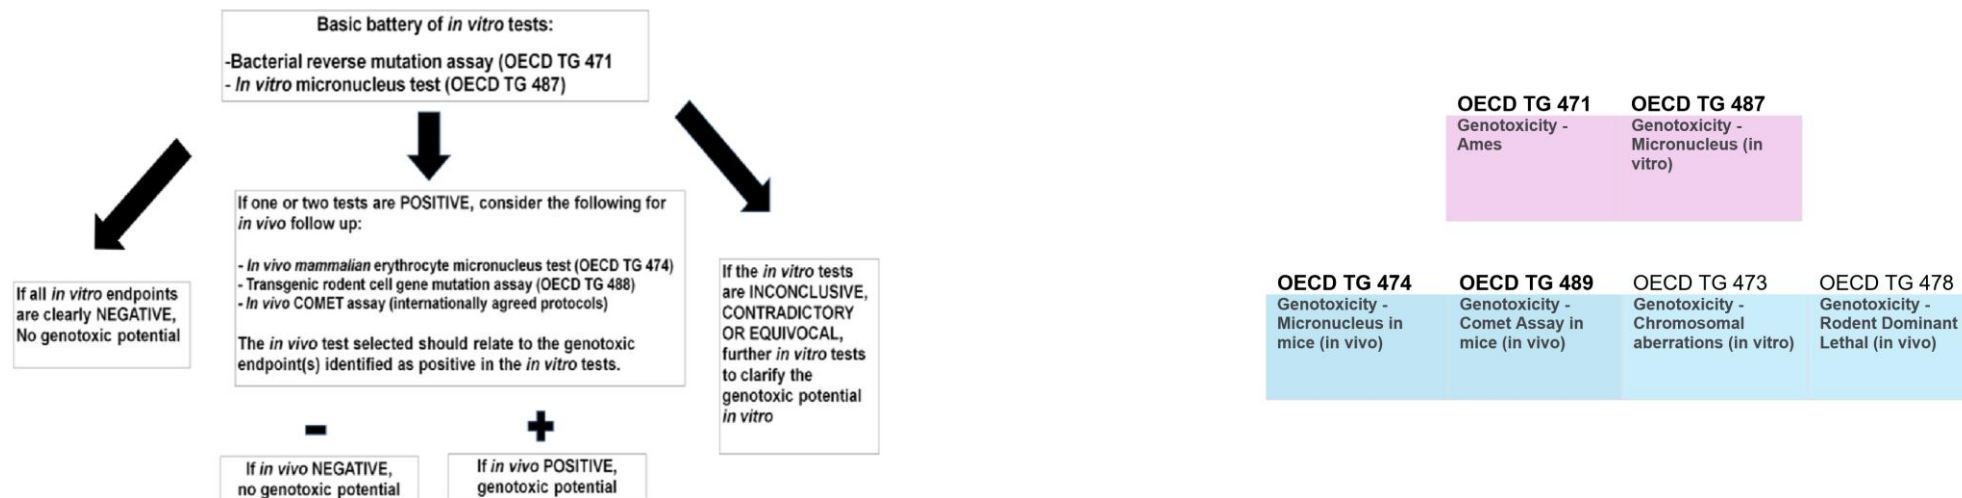 Basic battery of in vitro tests:
-Bacterial reverse mutation assay (OECD TG 471
- In vitro micronucleus test (OECD TG 487)
If all in vitro endpoints
are clearly NEGATIVE,
No genotoxic potential
If one or two tests are POSITIVE, consider the following for
in vivo follow up:
- In vivo mammalian erythrocyte micronucleus test (OECD TG 474)
- Transgenic rodent cell gene mutation assay (OECD TG 488)
- In vivo COMET assay (internationally agreed protocols)
The in vivo test selected should relate to the genotoxic
endpoint(s) identified as positive in the in vitro tests.
If the in vitro tests
are INCONCLUSIVE,
CONTRADICTORY
OR EQUIVOCAL,
further in vitro tests
to clarify the
genotoxic potential
in vitro
-
+
If in vivo NEGATIVE,
no genotoxic potential
If in vivo POSITIVE,
genotoxic potential
OECD TG 471
Genotoxicity -
Ames
OECD TG 487
Genotoxicity -
Micronucleus (in
vitro)
OECD TG 474
Genotoxicity -
Micronucleus in
mice (in vivo)
OECD TG 489
Genotoxicity -
Comet Assay in
mice (in vivo)
OECD TG 473
Genotoxicity -
Chromosomal
aberrations (in vitro)
OECD TG 478
Genotoxicity -
Rodent Dominant
Lethal (in vivo)